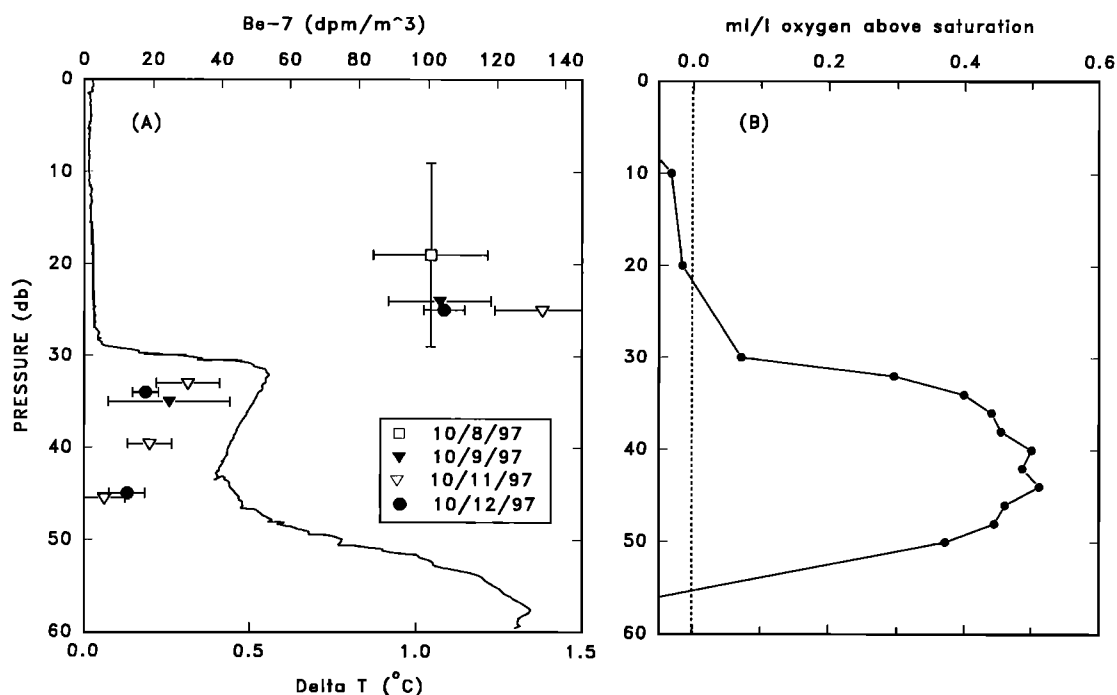 Be-7 (dpm/m^3)
0 20 40 60 80 100 120 140
(A)
0
10
20
30
40
50
60
PRESSURE (db)
10/8/97
10/9/97
10/11/97
10/12/97
0.0 0.5 1.0 1.5
Delta T (°C)
ml/l oxygen above saturation
0.0 0.2 0.4 0.6
(B)
0
10
20
30
40
50
60